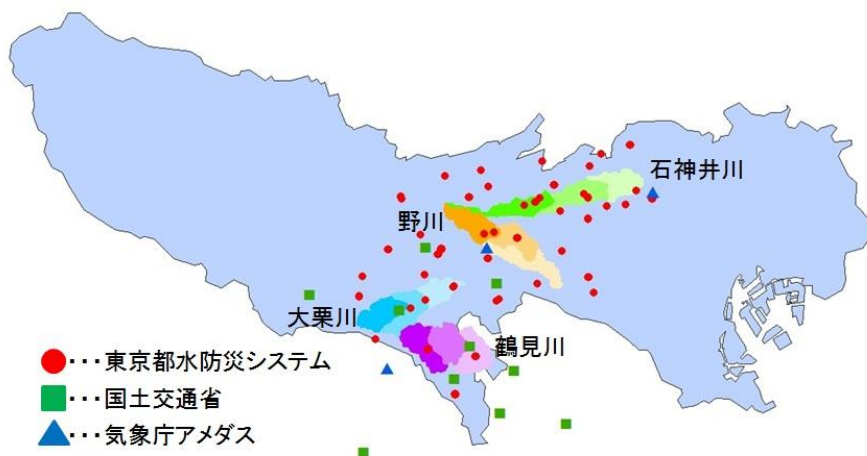 石神井川
野川
大栗川
鶴見川
●・・・東京都水防災システム
■・・・国土交通省
▲・・・気象庁アメダス